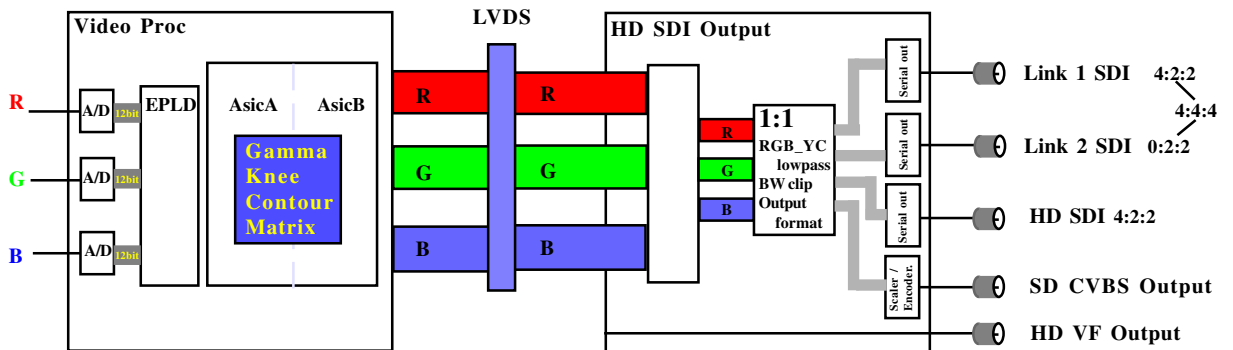 Video Proc
LVDS
HD SDI Output
R
A/D
12bit
EPLD
AsicA
AsicB
R
R
Serial out
Link 1 SDI 4:2:2
4:4:4
G
A/D
12bit
Gamma
Knee
Contour
Matrix
G
G
R
G
B
1:1
RGB_YC
lowpass
BW clip
Output
format
Serial out
Link 2 SDI 0:2:2
Serial out
HD SDI 4:2:2
B
A/D
12bit
B
B
Scaler /
Encoder.
SD CVBS Output
HD VF Output